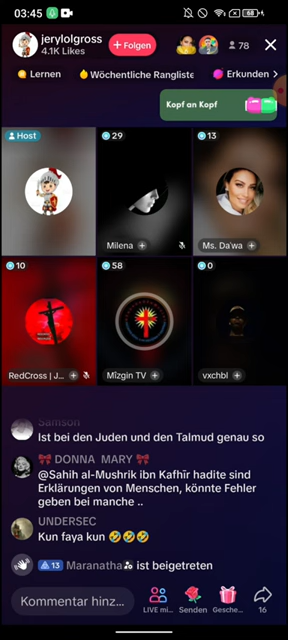 03:45
68
jerylolgross
4.1K Likes
+ Folgen
78
Lernen
Wöchentliche Rangliste
Erkunden
Kopf an Kopf
Host
29
13
Milena
Ms. Da'wa
10
58
0
RedCross | J...
Mîzgin TV
vxchbl
Samson
Ist bei den Juden und den Talmud genau so
DONNA MARY
@Sahih al-Mushrik ibn Kafhīr hadite sind
Erklärungen von Menschen, könnte Fehler
geben bei manche ..
UNDERSEC
Kun faya kun 🤣🤣🤣
13 Maranatha ist beigetreten
Kommentar hinz...
LIVE mi...
Senden
Gesche...
16